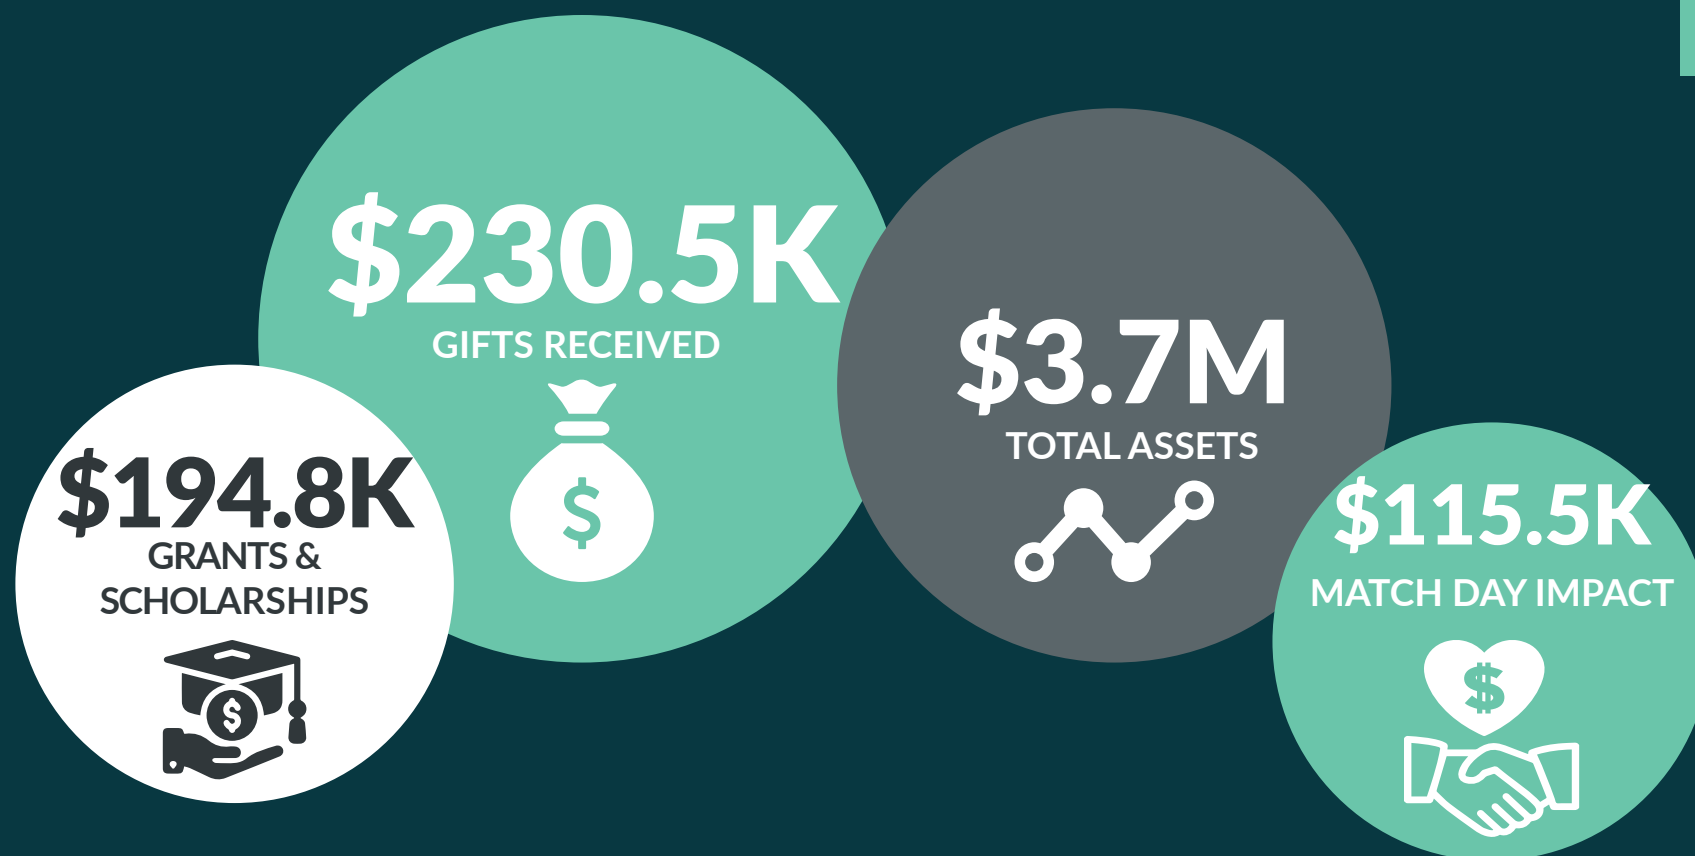 $230.5K
GIFTS RECEIVED
$
$3.7M
TOTAL ASSETS
$194.8K
GRANTS &
SCHOLARSHIPS
$
$115.5K
MATCH DAY IMPACT
$